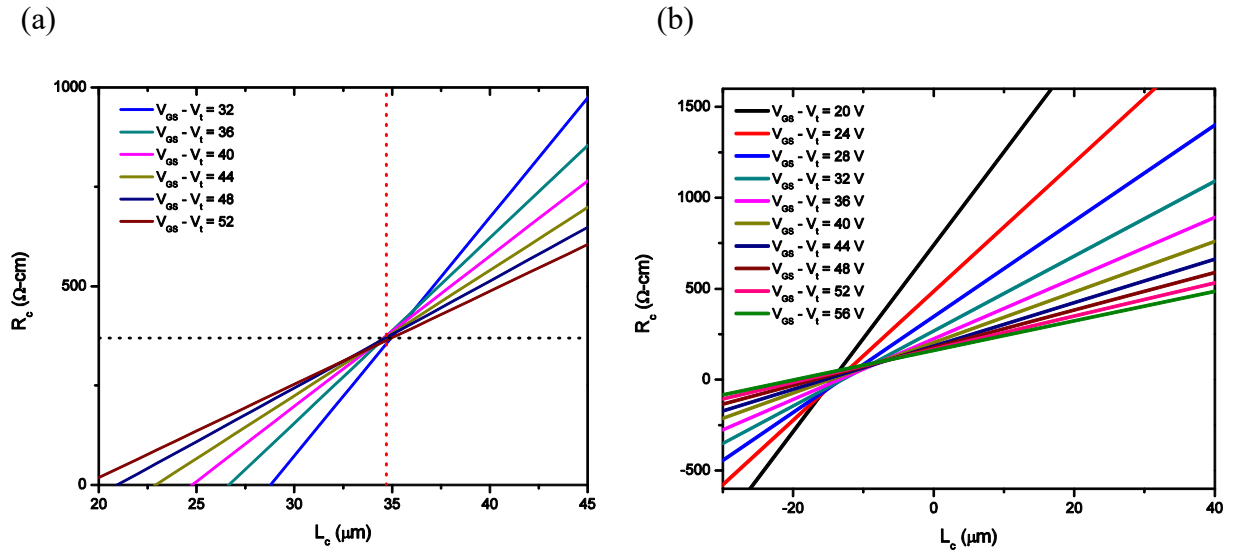 (a)
(b)
1000
500
0
20
25
30
35
40
45
R_c (Ω-cm)
L_c (μm)
V_GS - V_t = 32
V_GS - V_t = 36
V_GS - V_t = 40
V_GS - V_t = 44
V_GS - V_t = 48
V_GS - V_t = 52
1500
1000
500
0
-500
-20
0
20
40
R_c (Ω-cm)
L_c (μm)
V_GS - V_t = 20 V
V_GS - V_t = 24 V
V_GS - V_t = 28 V
V_GS - V_t = 32 V
V_GS - V_t = 36 V
V_GS - V_t = 40 V
V_GS - V_t = 44 V
V_GS - V_t = 48 V
V_GS - V_t = 52 V
V_GS - V_t = 56 V